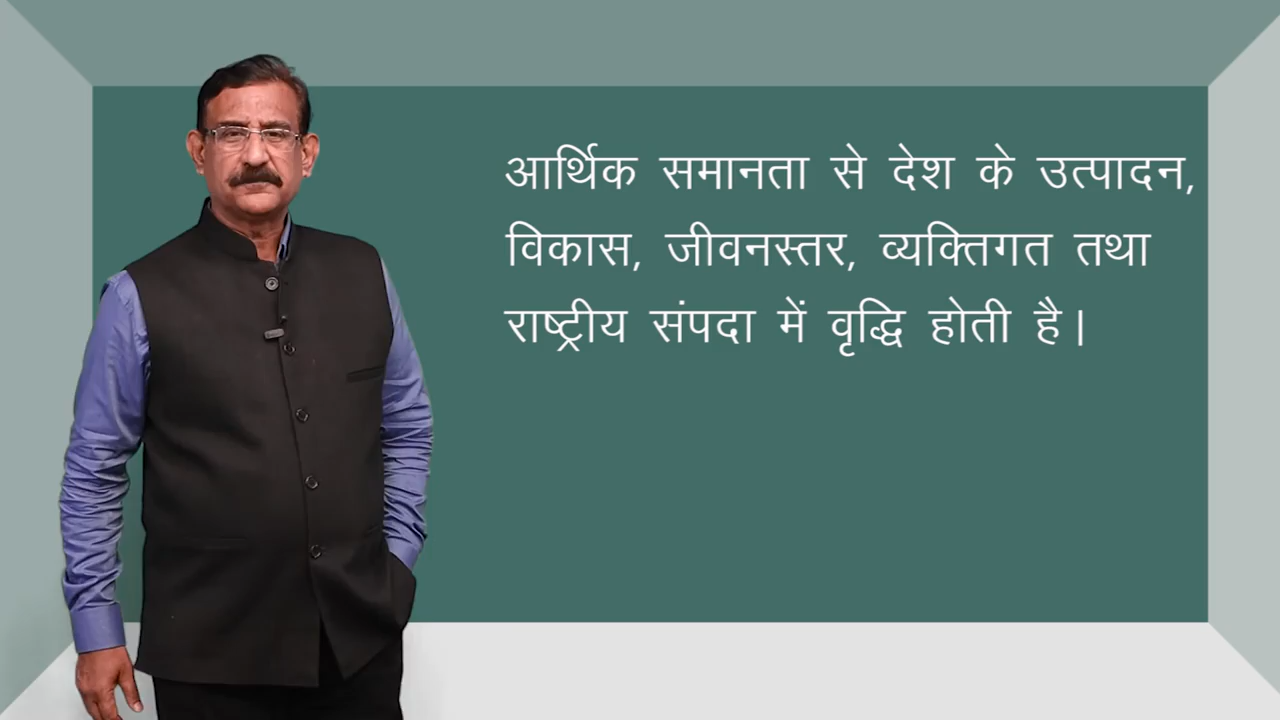 आर्थिक समानता से देश के उत्पादन,
विकास, जीवनस्तर, व्यक्तिगत तथा
राष्ट्रीय संपदा में वृद्धि होती है।